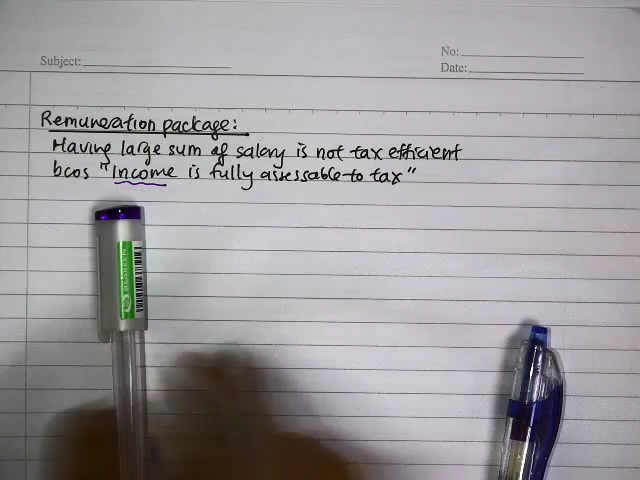 No:
Subject:
Date:
Remuneration package:
Having large sum of salary is not tax efficient
bcos "Income is fully assessable to tax"